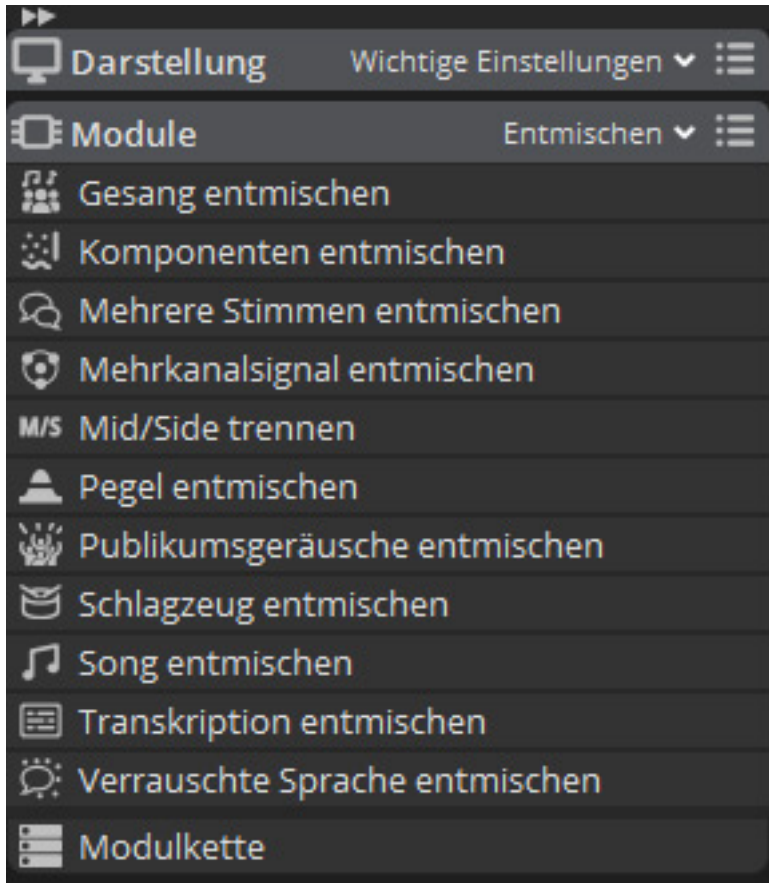 Darstellung Wichtige Einstellungen
Module Entmischen
Gesang entmischen
Komponenten entmischen
Mehrere Stimmen entmischen
Mehrkanalsignal entmischen
M/S Mid/Side trennen
Pegel entmischen
Publikumsgeräusche entmischen
Schlagzeug entmischen
Song entmischen
Transkription entmischen
Verrauschte Sprache entmischen
Modulkette